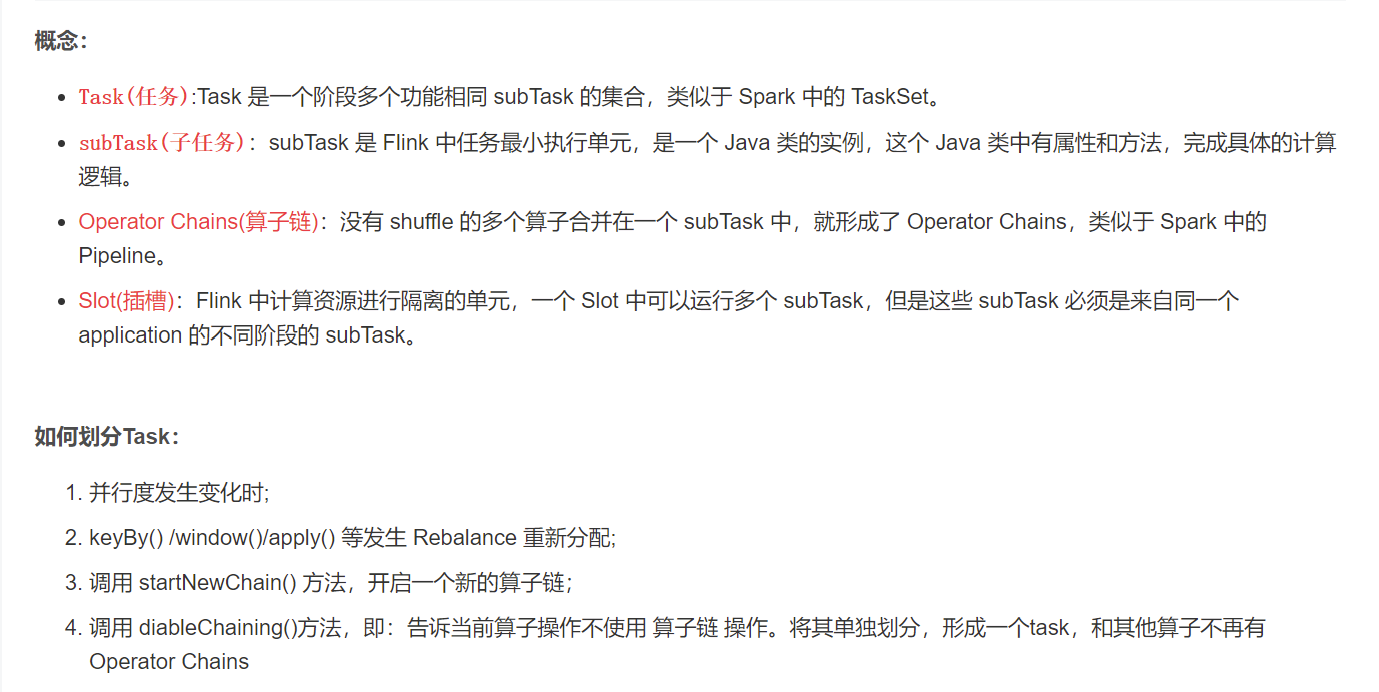 概念：
Task(任务):Task 是一个阶段多个功能相同 subTask 的集合，类似于 Spark 中的 TaskSet。
subTask(子任务)：subTask 是 Flink 中任务最小执行单元，是一个 Java 类的实例，这个 Java 类中有属性和方法，完成具体的计算
逻辑。
Operator Chains(算子链)：没有 shuffle 的多个算子合并在一个 subTask 中，就形成了 Operator Chains，类似于 Spark 中的
Pipeline。
Slot(插槽)：Flink 中计算资源进行隔离的单元，一个 Slot 中可以运行多个 subTask，但是这些 subTask 必须是来自同一个
application 的不同阶段的 subTask。
如何划分Task：
1. 并行度发生变化时;
2. keyBy() /window()/apply() 等发生 Rebalance 重新分配;
3. 调用 startNewChain() 方法，开启一个新的算子链；
4. 调用 diableChaining()方法，即：告诉当前算子操作不使用 算子链 操作。将其单独划分，形成一个task，和其他算子不再有
Operator Chains